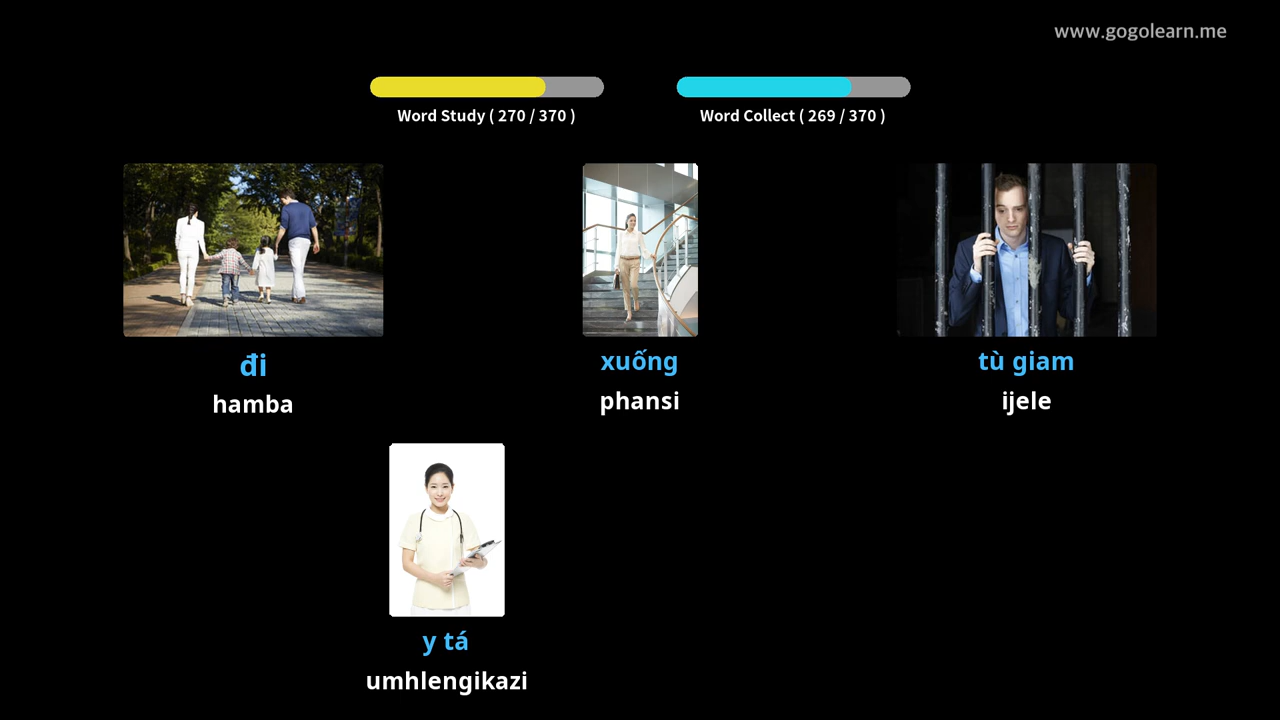 www.gogolearn.me
Word Study ( 270 / 370 )
Word Collect ( 269 / 370 )
đi
hamba
xuống
phansi
tù giam
ijele
y tá
umhlengikazi